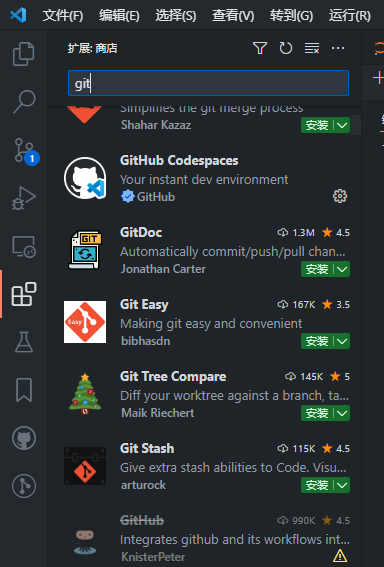 文件(F) 编辑(E) 选择(S) 查看(V) 转到(G) 运行(R)
扩展: 商店
git
Simplifies the git merge process
Shahar Kazaz 安装
1
GitHub Codespaces
Your instant dev environment
GitHub
GitDoc 1.3M 4.5
Automatically commit/push/pull chan...
Jonathan Carter 安装
GIT
Git Easy 167K 3.5
Making git easy and convenient
bibhasdn 安装
Easy
Git Tree Compare 145K 5
Diff your worktree against a branch, ta...
Maik Riechert 安装
Git Stash 115K 4.5
Give extra stash abilities to Code. Visu...
arturock 安装
GitHub 990K 4.5
Integrates github and its workflows int...
KnisterPeter